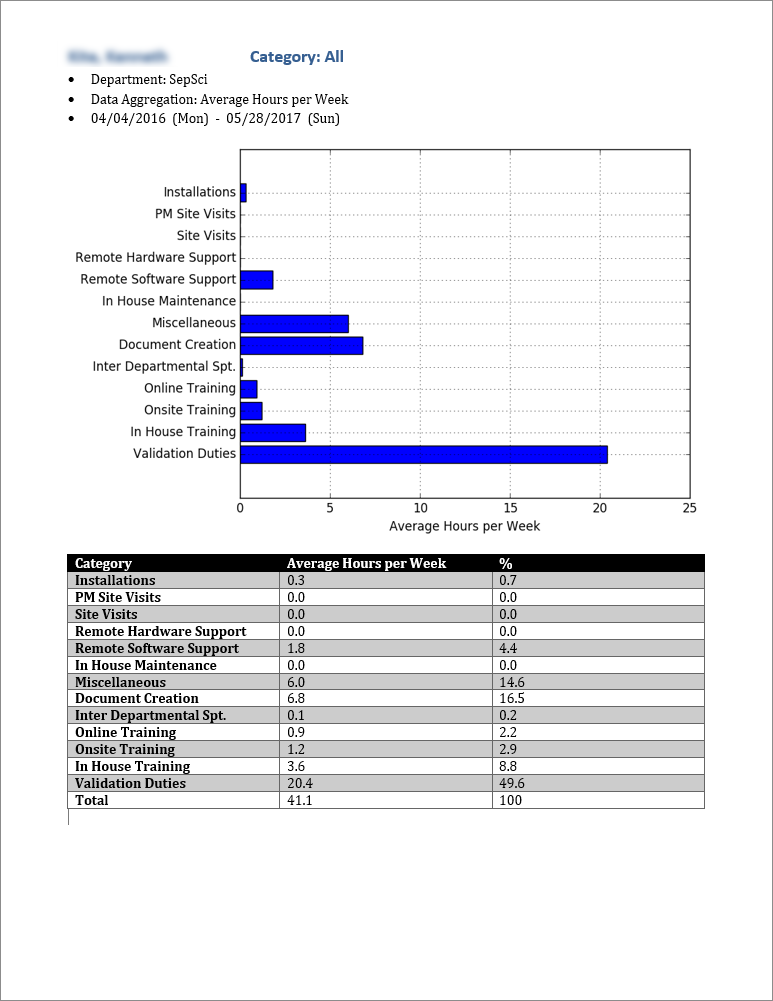 Category: All
• Department: SepSci
• Data Aggregation: Average Hours per Week
• 04/04/2016 (Mon) - 05/28/2017 (Sun)
Installations
PM Site Visits
Site Visits
Remote Hardware Support
Remote Software Support
In House Maintenance
Miscellaneous
Document Creation
Inter Departmental Spt.
Online Training
Onsite Training
In House Training
Validation Duties
0 5 10 15 20 25
Average Hours per Week
Category Average Hours per Week %
Installations 0.3 0.7
PM Site Visits 0.0 0.0
Site Visits 0.0 0.0
Remote Hardware Support 0.0 0.0
Remote Software Support 1.8 4.4
In House Maintenance 0.0 0.0
Miscellaneous 6.0 14.6
Document Creation 6.8 16.5
Inter Departmental Spt. 0.1 0.2
Online Training 0.9 2.2
Onsite Training 1.2 2.9
In House Training 3.6 8.8
Validation Duties 20.4 49.6
Total 41.1 100